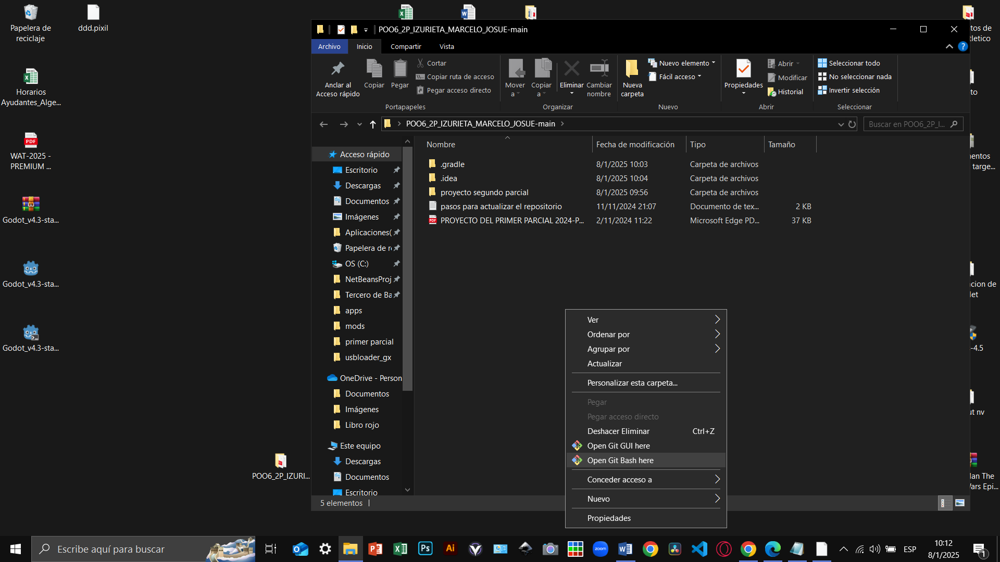 Papelera de
reciclaje
ddd.pixil
Horarios
Ayudantes_Alge...
WAT-2025 -
PREMIUM ...
Godot_v4.3-sta...
Godot_v4.3-sta...
Godot_v4.3-sta...
POO6_2P_IZURI...
POO6_2P_IZURIETA_MARCELO_JOSUE-main
Archivo
Inicio
Compartir
Vista
Anclar al
Acceso rápido
Copiar
Pegar
Cortar
Copiar ruta de acceso
Pegar acceso directo
Portapapeles
Mover
a
Copiar
a
Eliminar
Cambiar
nombre
Organizar
Nueva
carpeta
Nuevo elemento
Fácil acceso
Nuevo
Propiedades
Abrir
Modificar
Historial
Abrir
Seleccionar todo
No seleccionar nada
Invertir selección
Seleccionar
POO6_2P_IZURIETA_MARCELO_JOSUE-main
Buscar en POO6_2P_I...
Acceso rápido
Escritorio
Descargas
Documentos
Imágenes
Aplicaciones(
Papelera de r
OS (C:)
NetBeansProj
Tercero de Ba
apps
mods
primer parcial
usbloader_gx
OneDrive - Person
Documentos
Imágenes
Libro rojo
Este equipo
Descargas
Documentos
Escritorio
Nombre Fecha de modificación Tipo Tamaño
.gradle 8/1/2025 10:03 Carpeta de archivos
.idea 8/1/2025 10:04 Carpeta de archivos
proyecto segundo parcial 8/1/2025 09:56 Carpeta de archivos
pasos para actualizar el repositorio 11/11/2024 21:07 Documento de tex... 2 KB
PROYECTO DEL PRIMER PARCIAL 2024-P... 2/11/2024 11:22 Microsoft Edge PD... 37 KB
Ver
Ordenar por
Agrupar por
Actualizar
Personalizar esta carpeta...
Pegar
Pegar acceso directo
Deshacer Eliminar Ctrl+Z
Open Git GUI here
Open Git Bash here
Conceder acceso a
Nuevo
Propiedades
5 elementos
tos de
tletico
to
nentos
targe...
cion de
let
-4.5
ut nv
lan The
Vars Epi...
Escribe aquí para buscar
zoom
ESP
10:12
8/1/2025
1